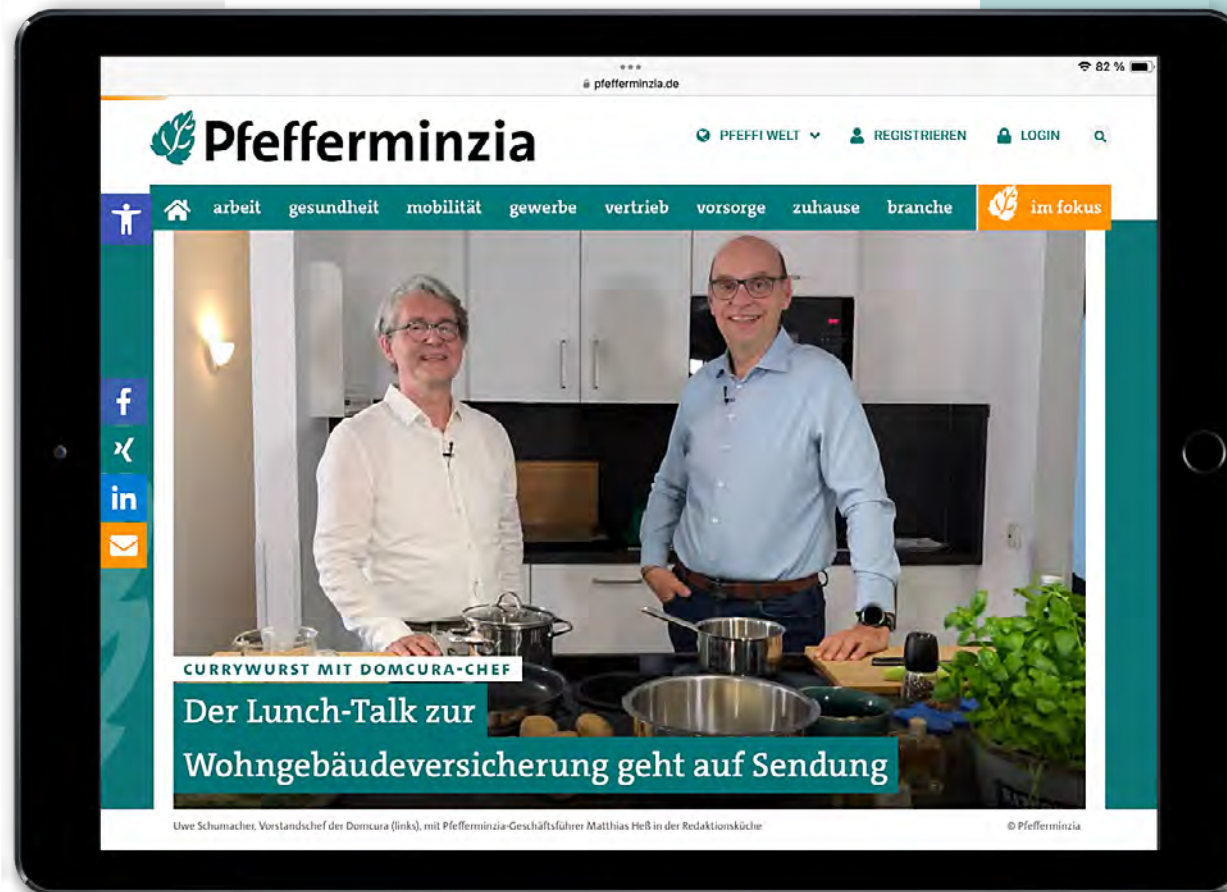 pfefferminzia.de
82 %
Pfefferminzia
PFEFFI WELT
REGISTRIEREN
LOGIN
arbeit gesundheit mobilität gewerbe vertrieb vorsorge zuhause branche im fokus
f
in
CURRYWURST MIT DOMCURA-CHEF
Der Lunch-Talk zur
Wohngebäudeversicherung geht auf Sendung
Uwe Schumacher, Vorstandschef der Domcura (links), mit Pfefferminzia-Geschäftsführer Matthias Heß in der Redaktionsküche
© Pfefferminzia